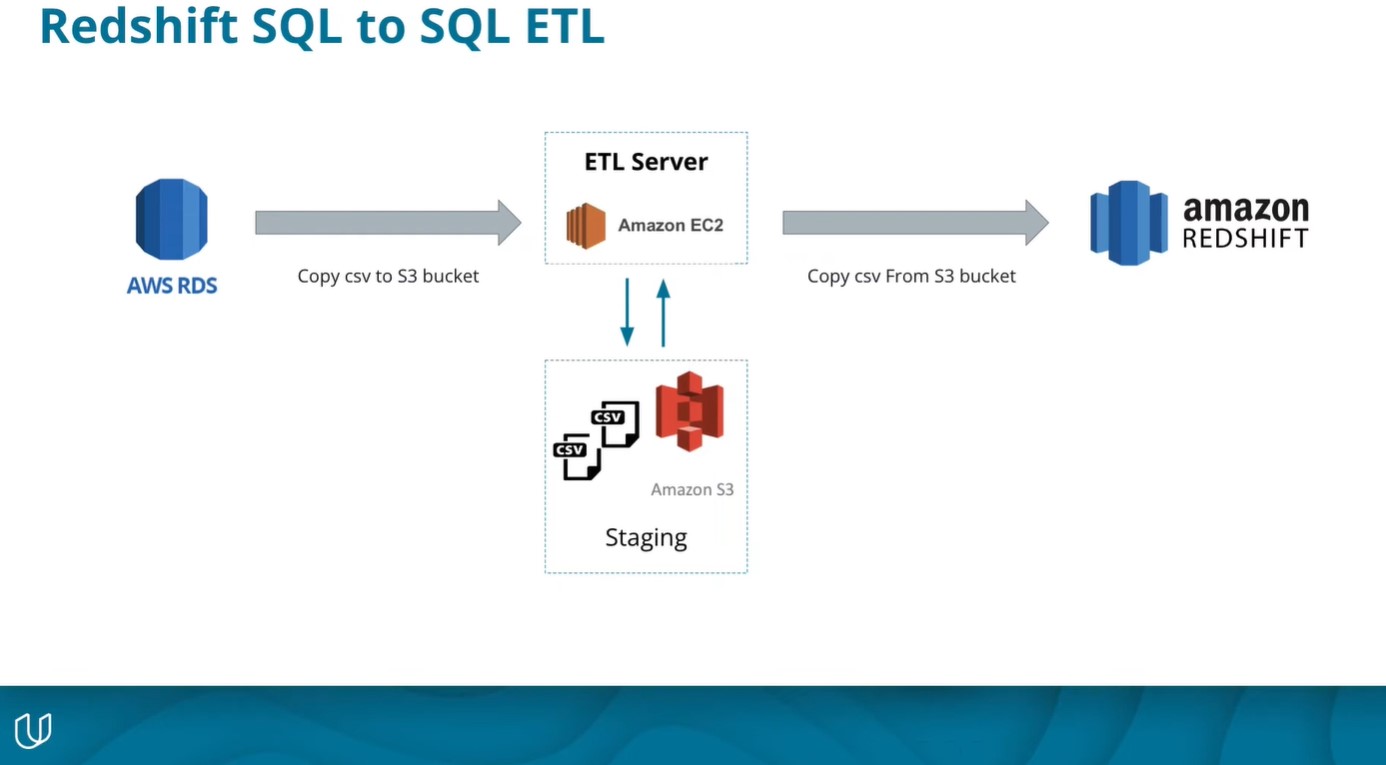 Redshift SQL to SQL ETL
ETL Server
Amazon EC2
AWS RDS
Copy csv to S3 bucket
amazon
REDSHIFT
Copy csv From S3 bucket
CSV
CSV
Amazon S3
Staging